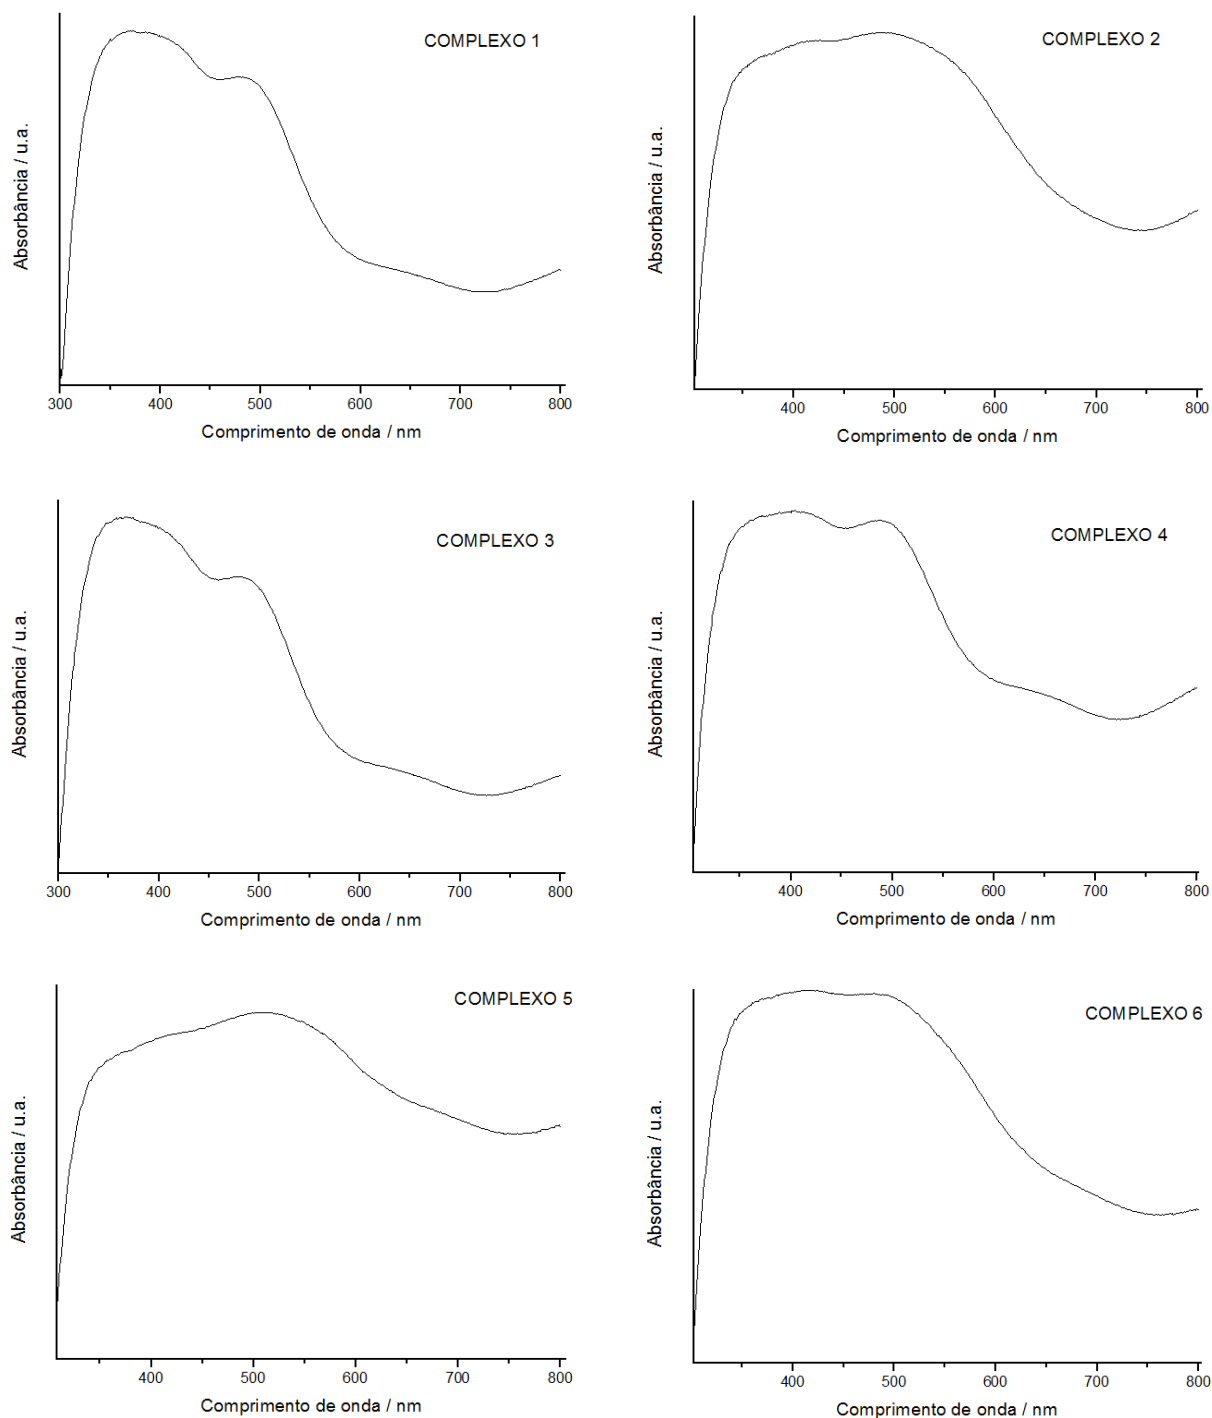 COMPLEXO 1
Absorbância / u.a.
300 400 500 600 700 800
Comprimento de onda / nm
COMPLEXO 2
Absorbância / u.a.
400 500 600 700 800
Comprimento de onda / nm
COMPLEXO 3
Absorbância / u.a.
300 400 500 600 700 800
Comprimento de onda / nm
COMPLEXO 4
Absorbância / u.a.
400 500 600 700 800
Comprimento de onda / nm
COMPLEXO 5
Absorbância / u.a.
400 500 600 700 800
Comprimento de onda / nm
COMPLEXO 6
Absorbância / u.a.
400 500 600 700 800
Comprimento de onda / nm